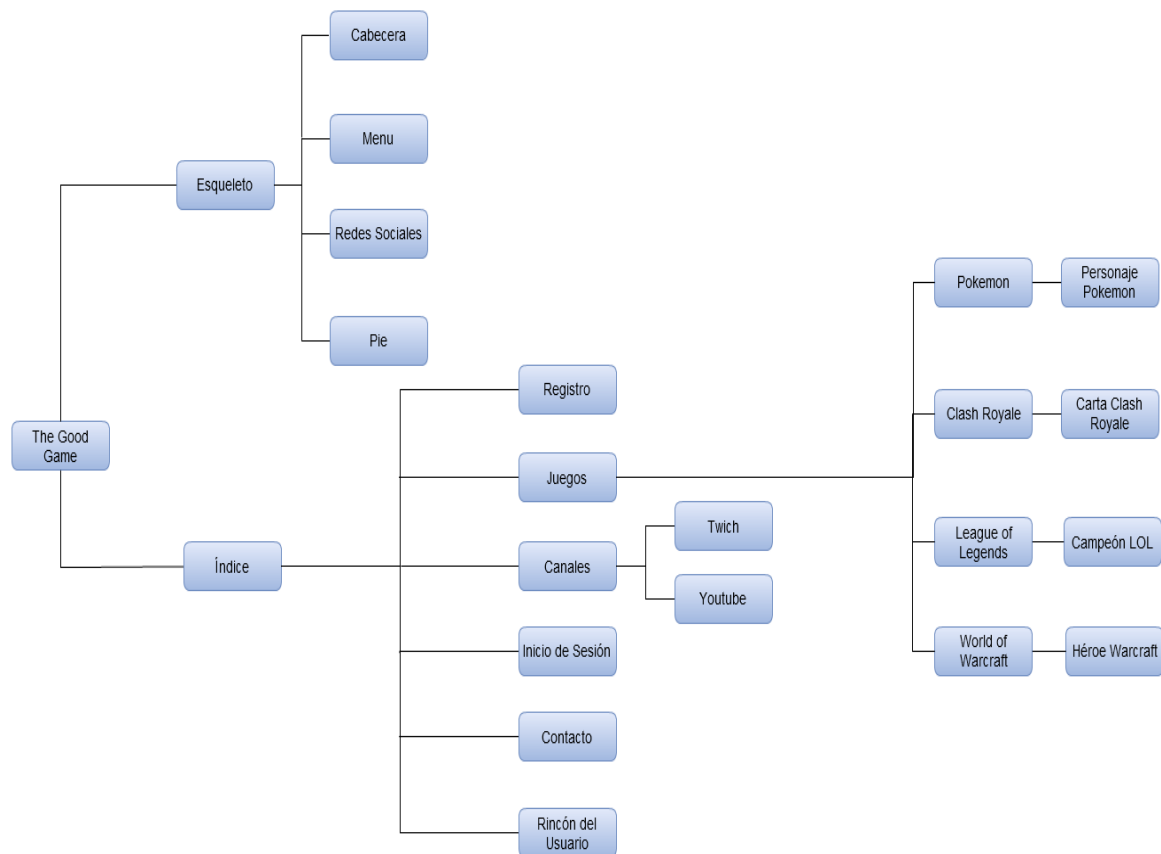 Cabecera
Menu
Esqueleto
Redes Sociales
Pie
The Good
Game
Índice
Registro
Juegos
Canales
Twich
Youtube
Inicio de Sesión
Contacto
Rincón del
Usuario
Pokemon
Personaje
Pokemon
Clash Royale
Carta Clash
Royale
League of
Legends
Campeón LOL
World of
Warcraft
Héroe Warcraft